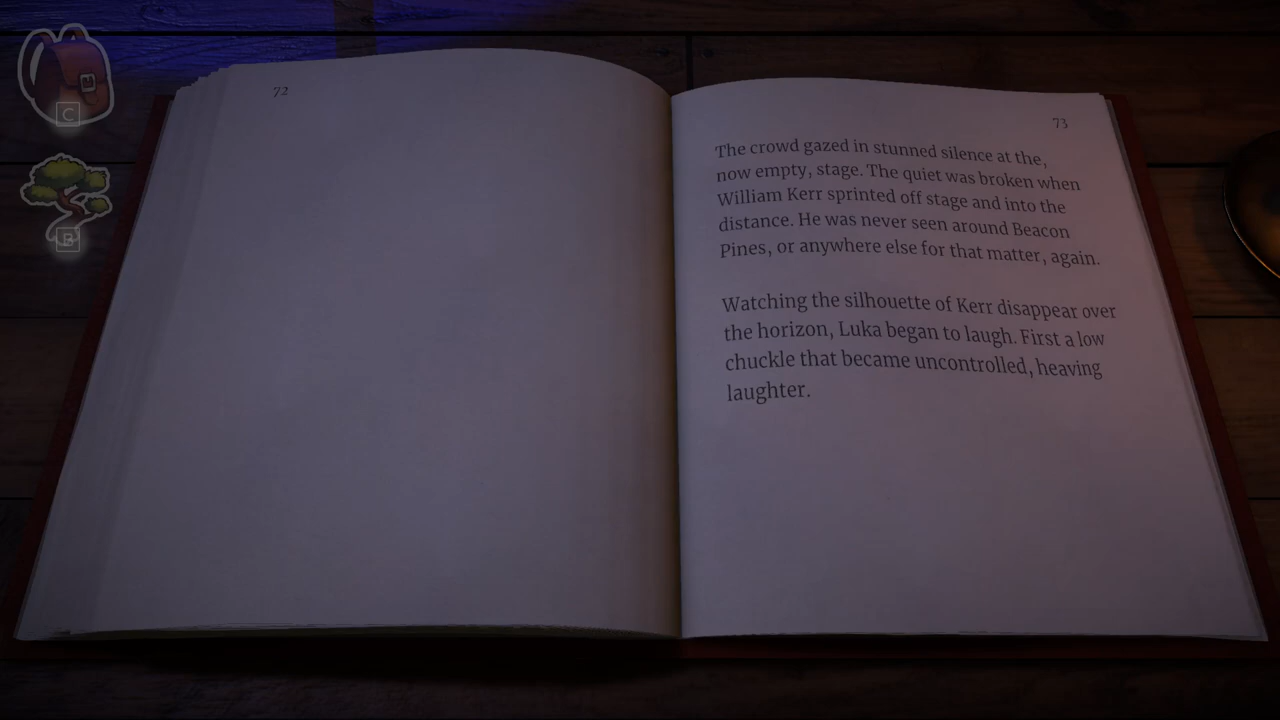 72
73
C
B
The crowd gazed in stunned silence at the,
now empty, stage. The quiet was broken when
William Kerr sprinted off stage and into the
distance. He was never seen around Beacon
Pines, or anywhere else for that matter, again.
Watching the silhouette of Kerr disappear over
the horizon, Luka began to laugh. First a low
chuckle that became uncontrolled, heaving
laughter.